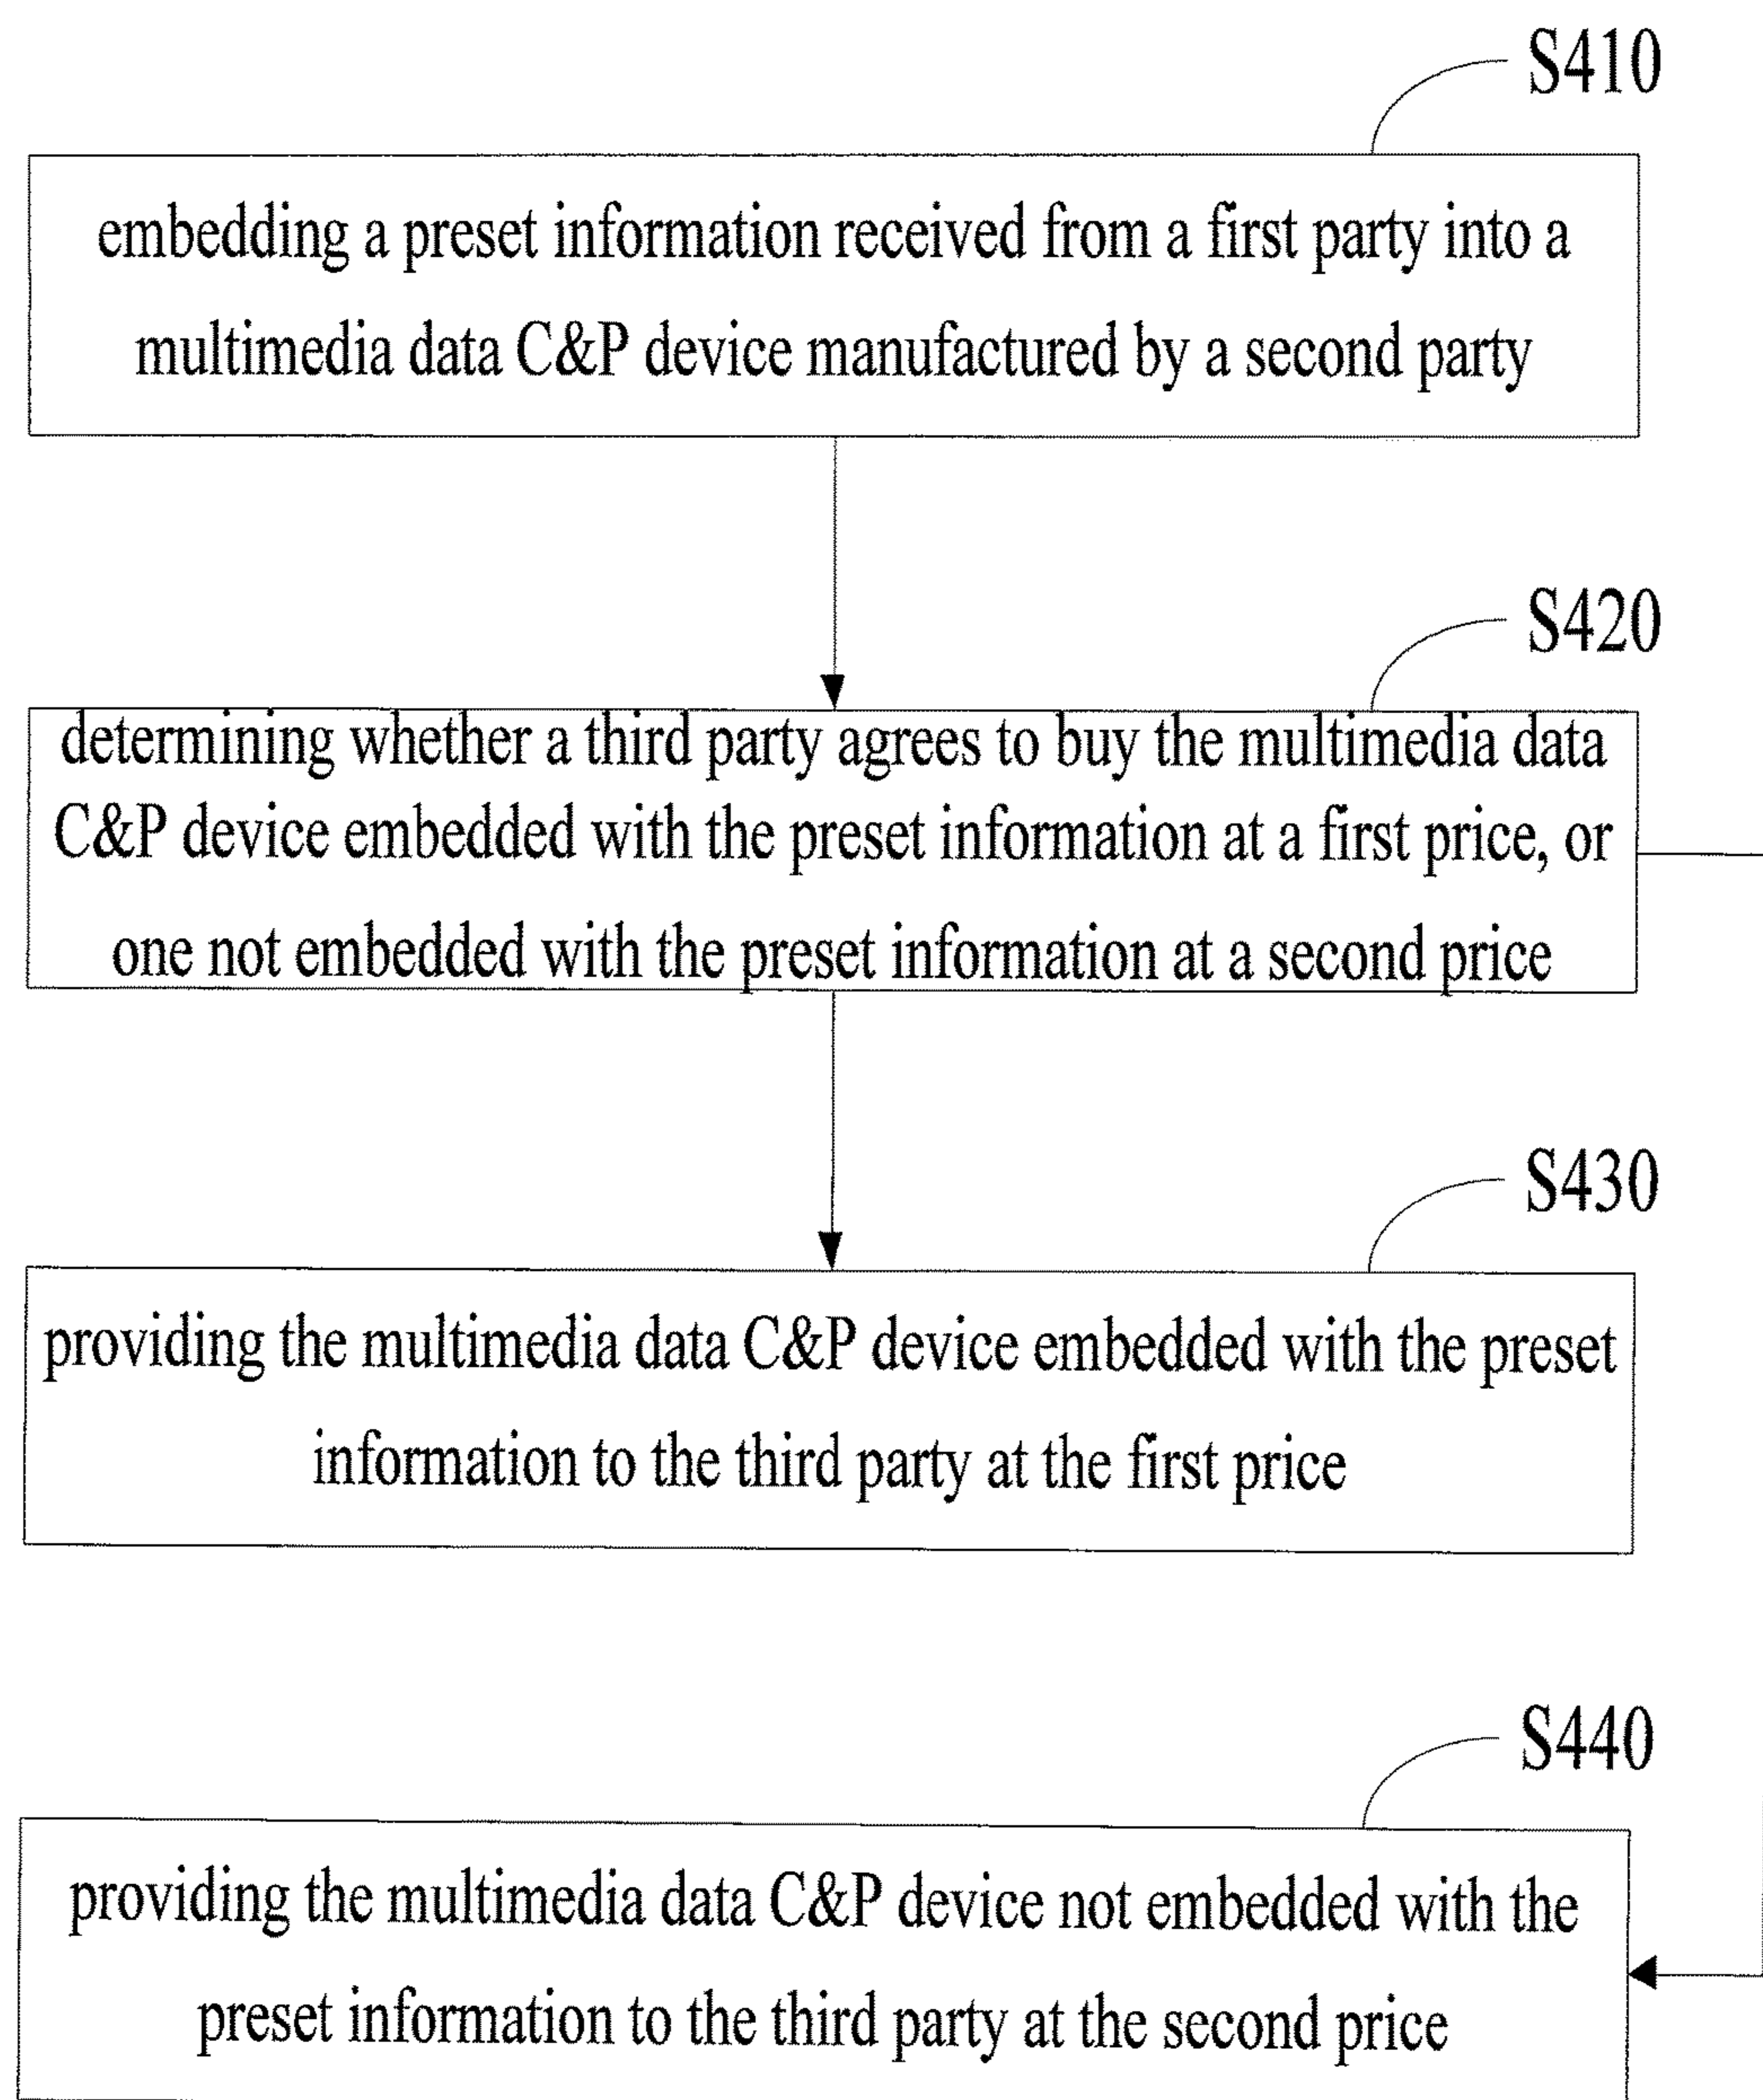 S410
embedding a preset information received from a first party into a
multimedia data C&P device manufactured by a second party
S420
determining whether a third party agrees to buy the multimedia data
C&P device embedded with the preset information at a first price, or
one not embedded with the preset information at a second price
S430
providing the multimedia data C&P device embedded with the preset
information to the third party at the first price
S440
providing the multimedia data C&P device not embedded with the
preset information to the third party at the second price